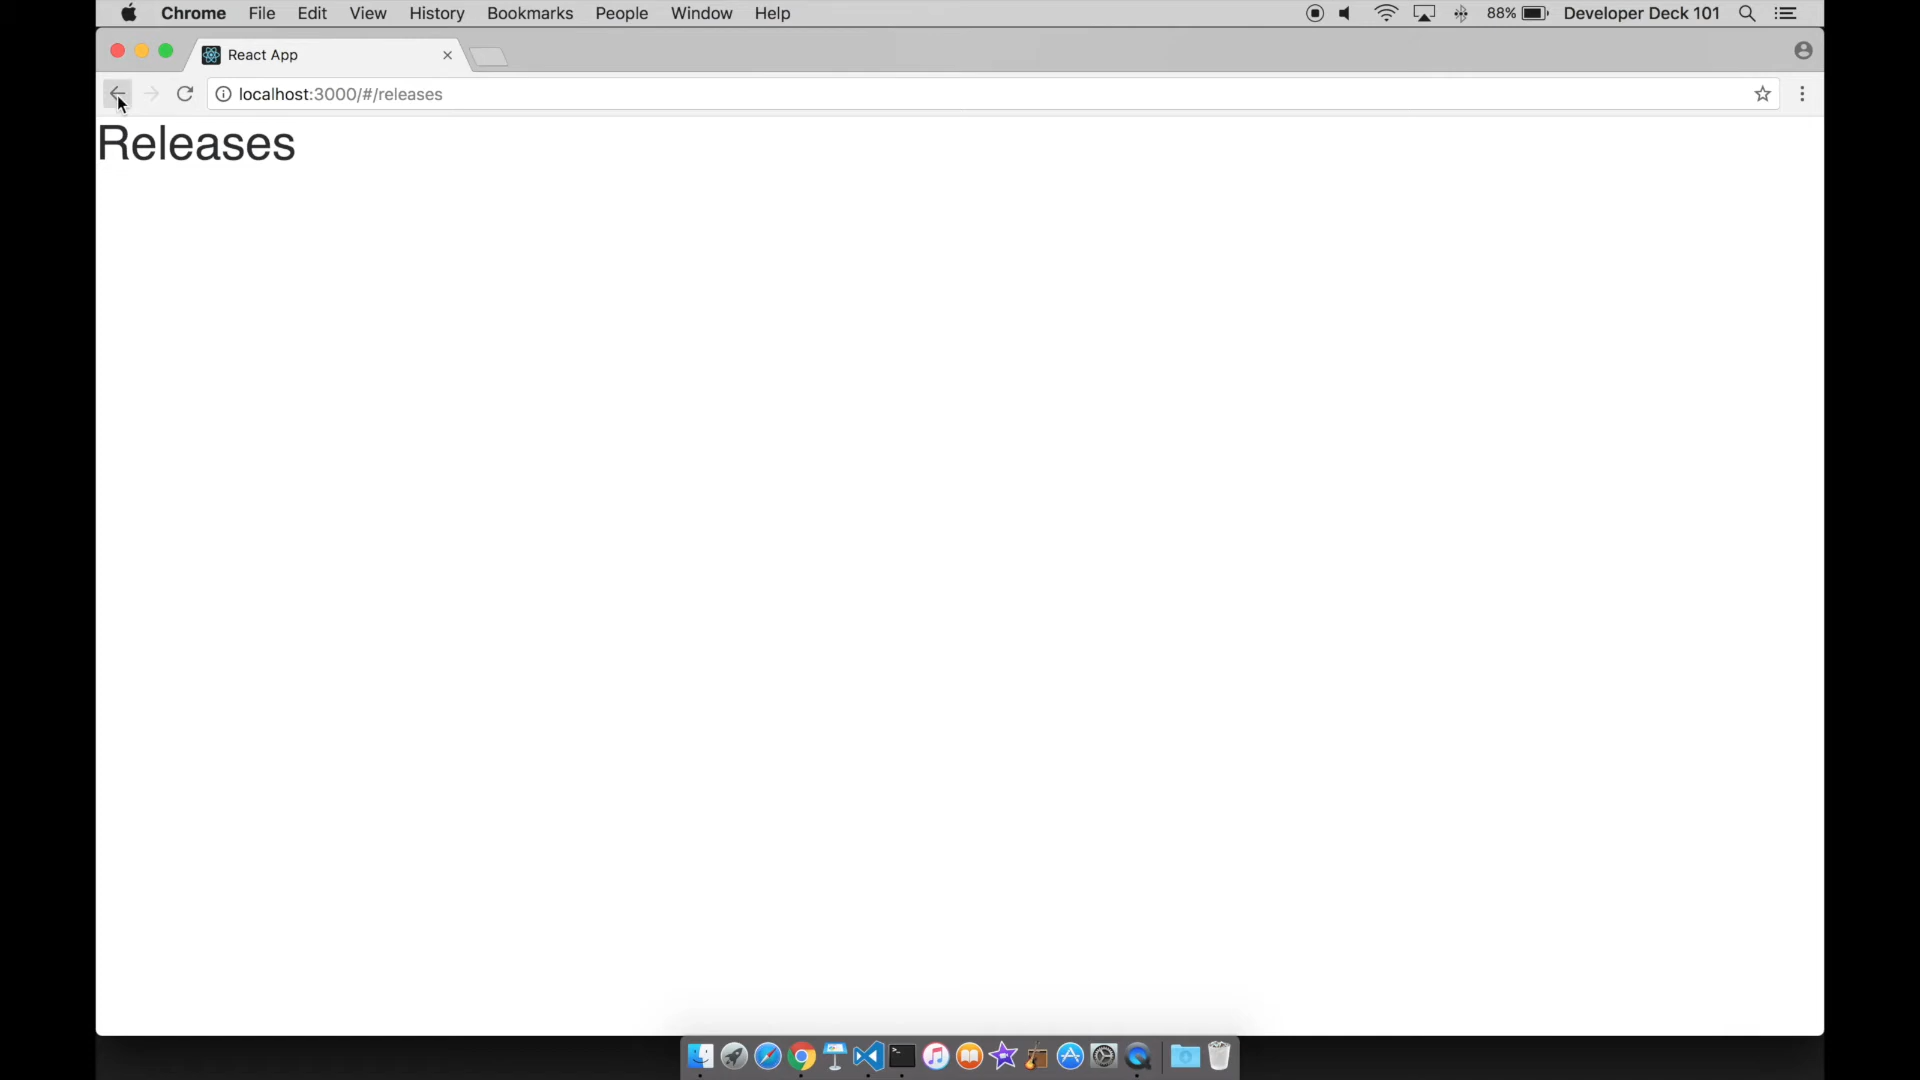 Chrome File Edit View History Bookmarks People Window Help 88% Developer Deck 101
React App
localhost:3000/#/releases
Releases